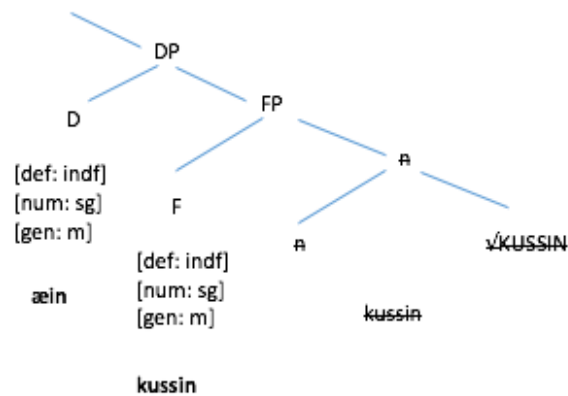 DP
D
FP
[def: indf]
[num: sg]
[gen: m]
F
n
n
√KUSSIN
[def: indf]
[num: sg]
[gen: m]
æin
kussin
kussin